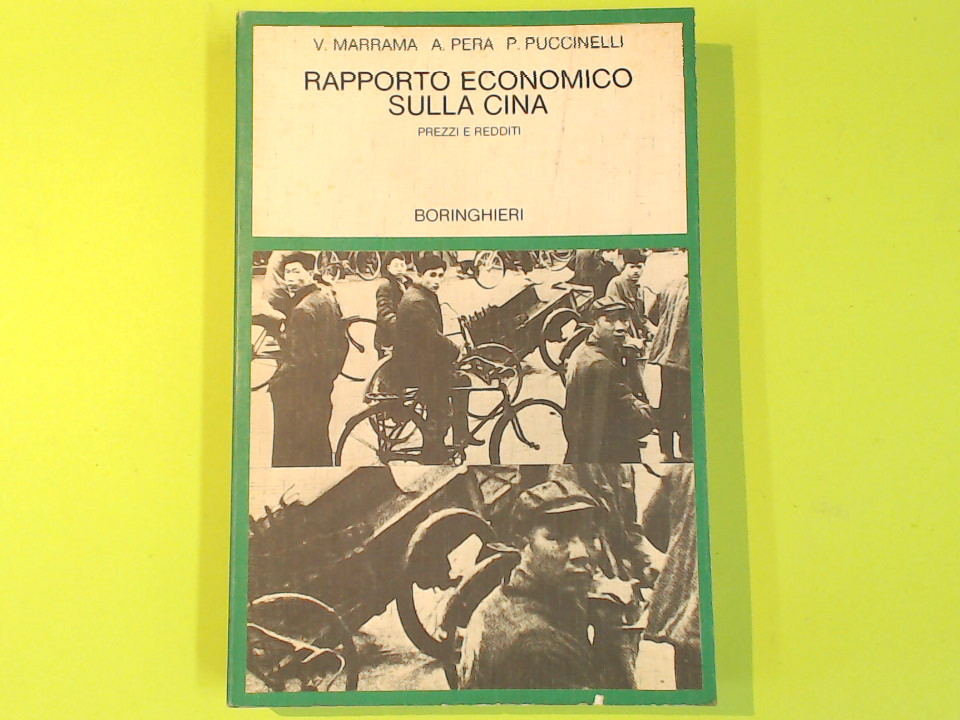 V. MARRAMA A. PERA P. PUCCINELLI
RAPPORTO ECONOMICO
SULLA CINA
PREZZI E REDDITI
BORINGHIERI